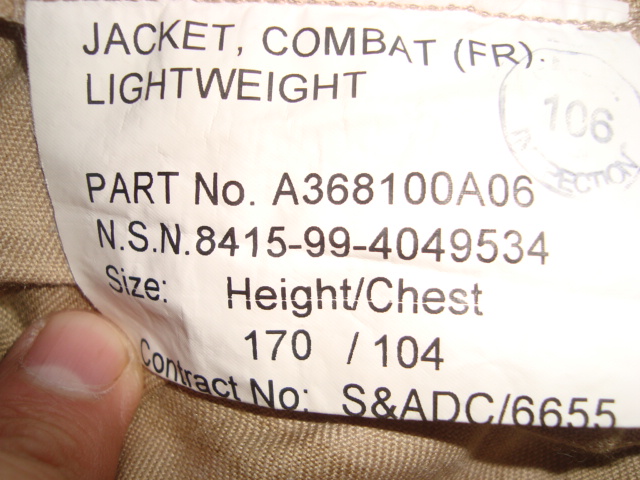 JACKET, COMBAT (FR).
LIGHTWEIGHT
106
PART No. A368100A06
N.S.N.8415-99-4049534
Size: Height/Chest
170 / 104
Contract No: S&ADC/6655